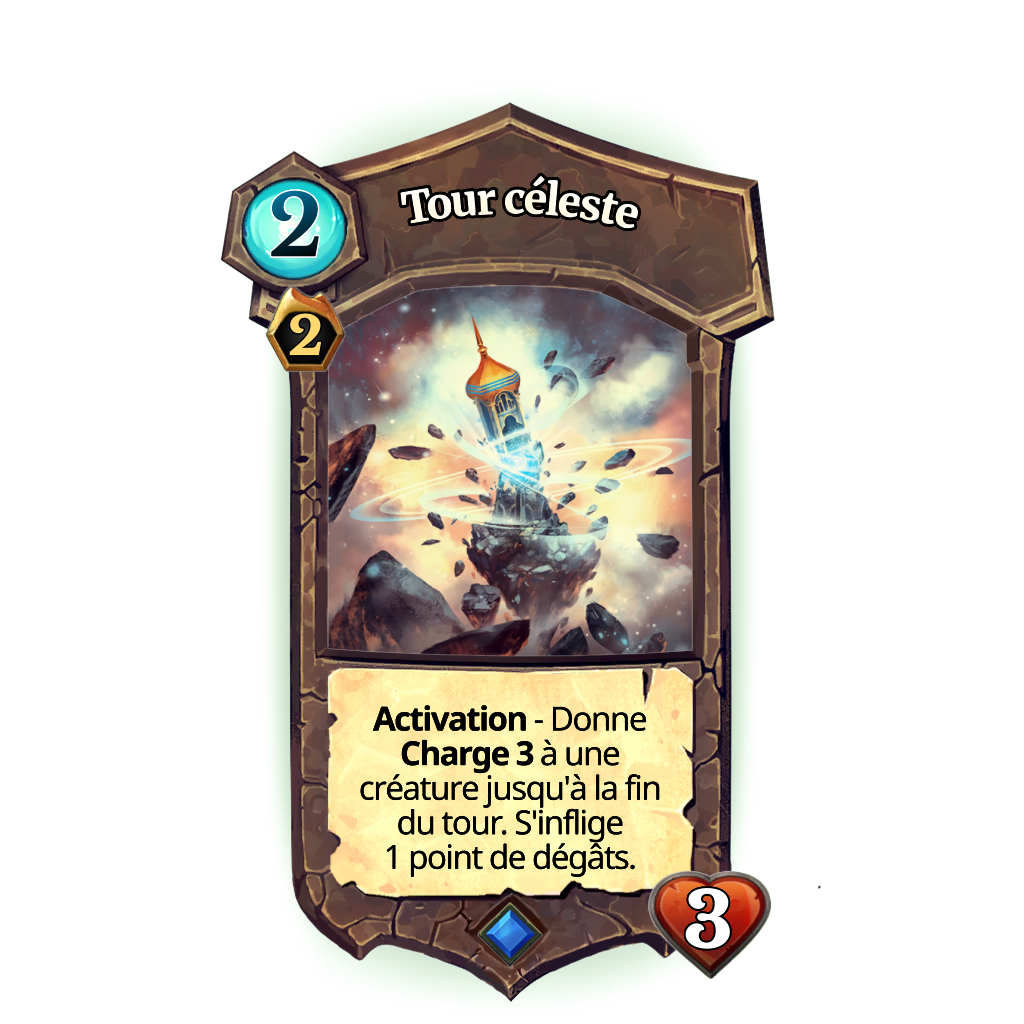 Tour céleste
2
2
Activation - Donne
Charge 3 à une
créature jusqu'à la fin
du tour. S'inflige
1 point de dégâts.
3